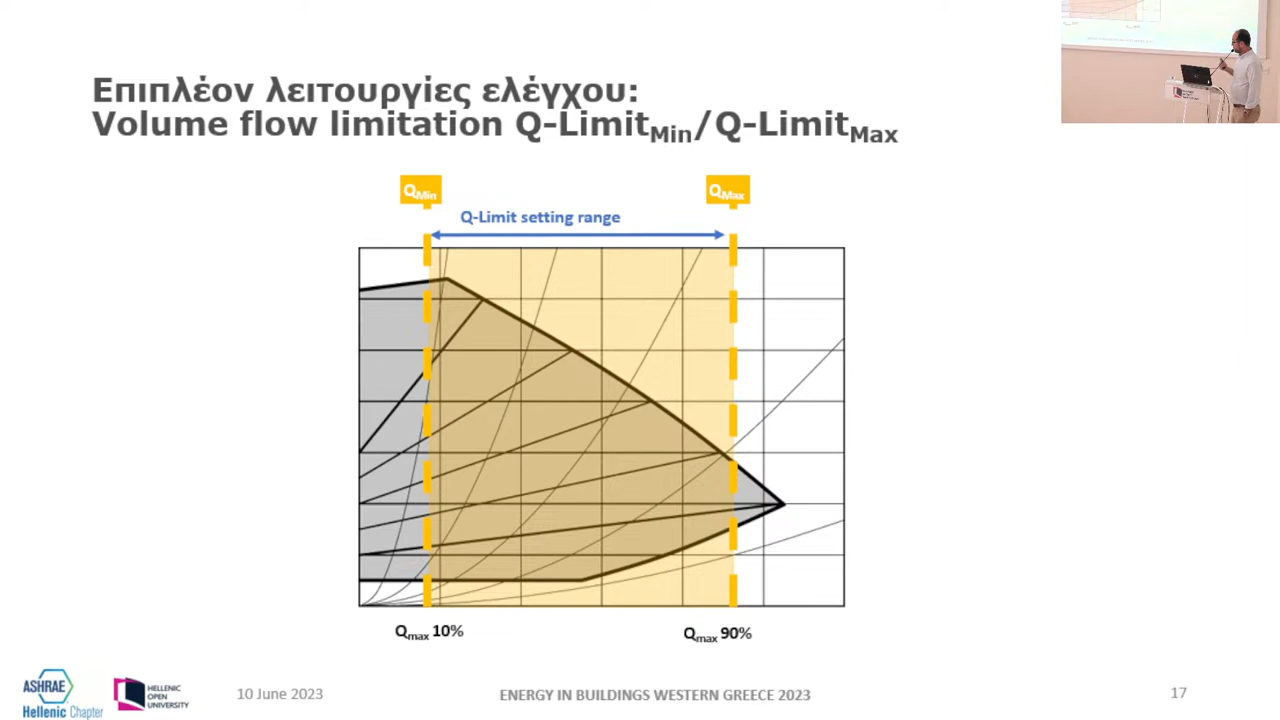 Επιπλέον λειτουργίες ελέγχου:
Volume flow limitation Q-LimitMin/Q-LimitMax
QMin
QMax
Q-Limit setting range
Qmax 10%
Qmax 90%
ASHRAE
Hellenic Chapter
HELLENIC
OPEN
UNIVERSITY
10 June 2023
ENERGY IN BUILDINGS WESTERN GREECE 2023
17